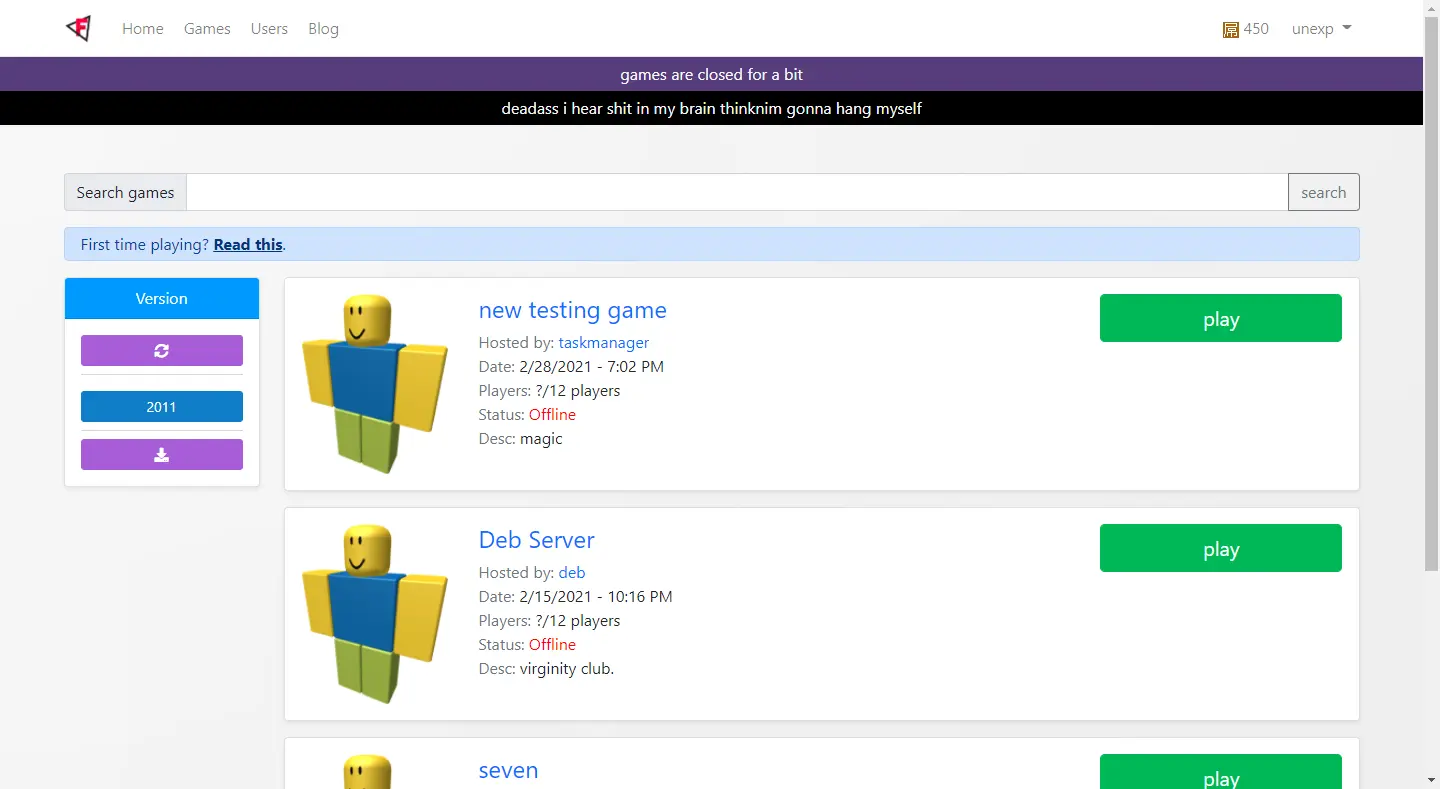 F
Home Games Users Blog 450 unexp
games are closed for a bit
deadass i hear shit in my brain thinknim gonna hang myself
Search games search
First time playing? Read this.
Version
2011
new testing game
play
Hosted by: taskmanager
Date: 2/28/2021 - 7:02 PM
Players: ?/12 players
Status: Offline
Desc: magic
Deb Server
play
Hosted by: deb
Date: 2/15/2021 - 10:16 PM
Players: ?/12 players
Status: Offline
Desc: virginity club.
seven
play